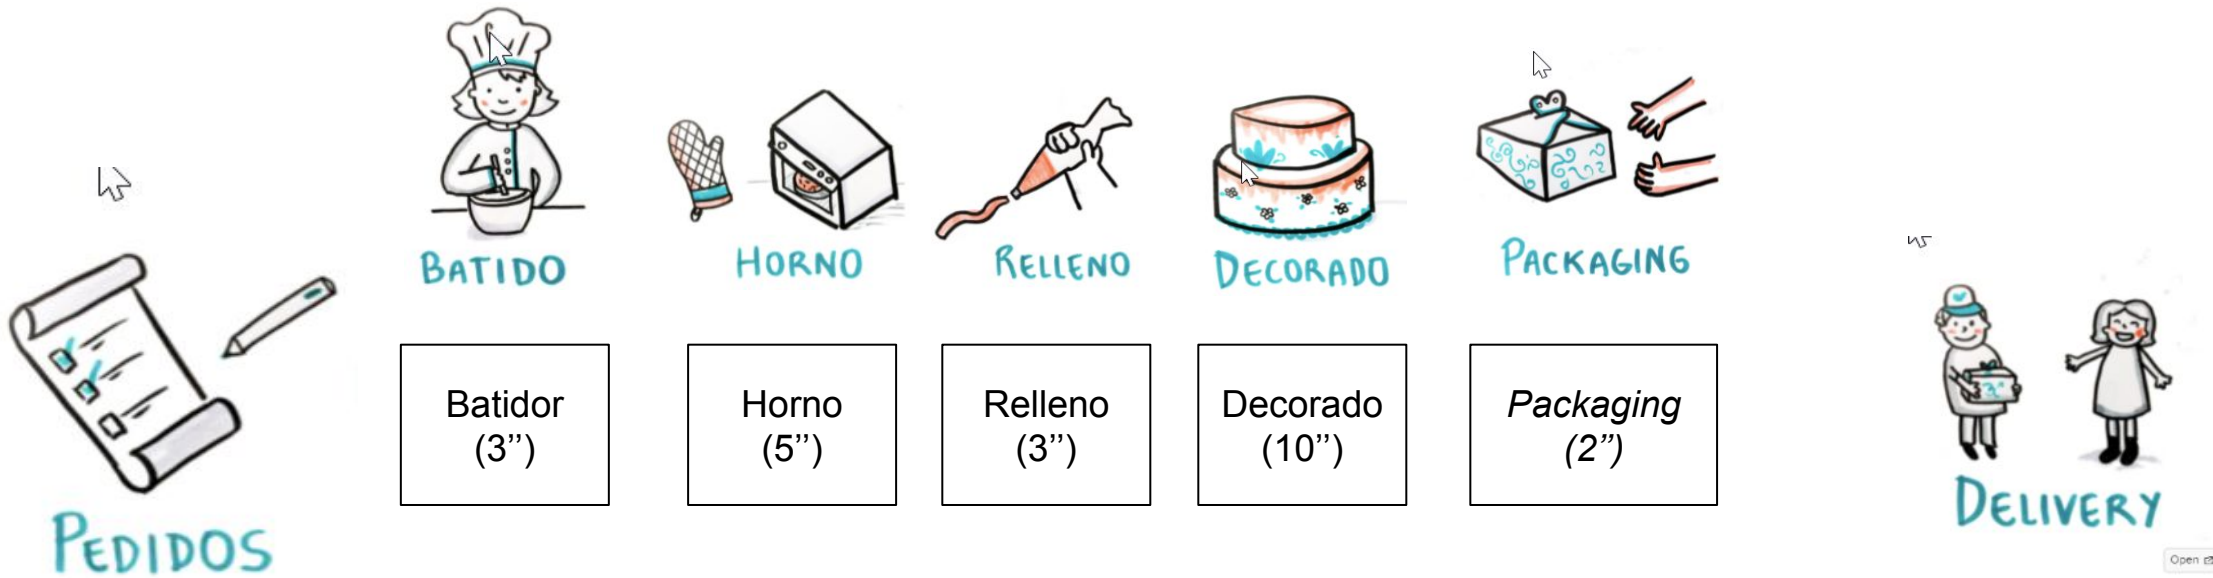 BATIDO
HORNO
RELLENO
DECORADO
PACKAGING
Batidor
(3’’)
Horno
(5’’)
Relleno
(3’’)
Decorado
(10’’)
Packaging
(2”)
PEDIDOS
DELIVERY
Open